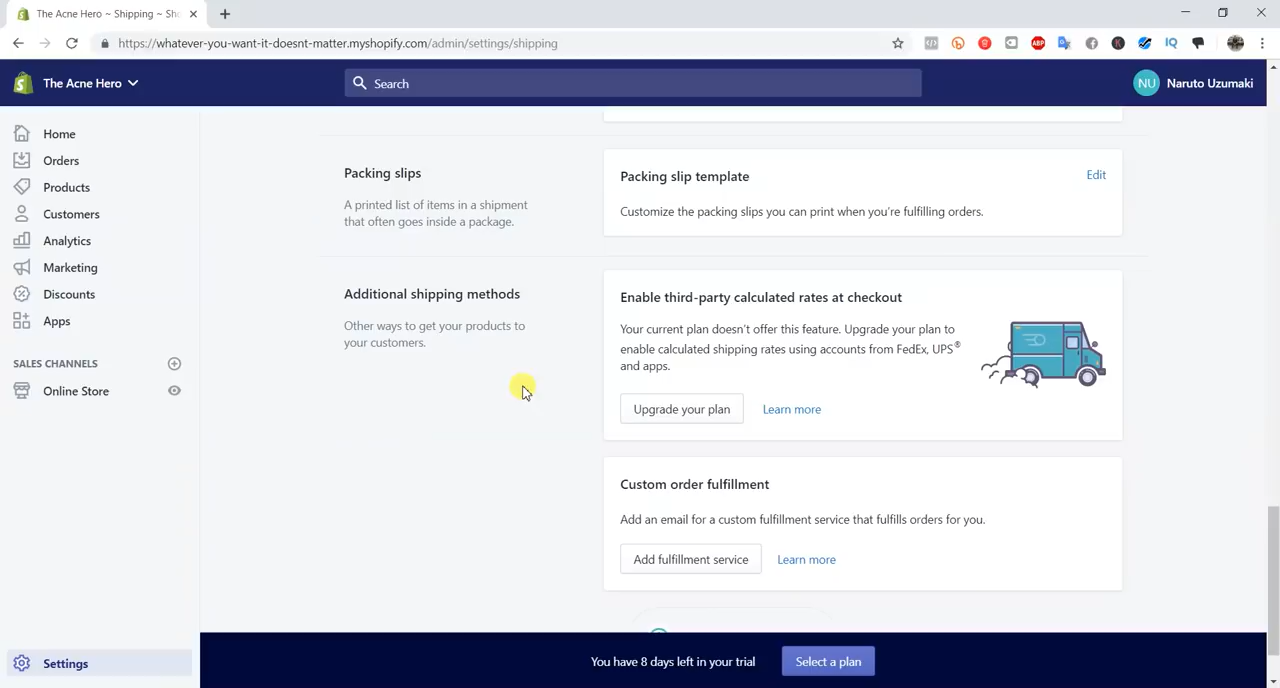 The Acne Hero ~ Shipping ~ Sho
https://whatever-you-want-it-doesnt-matter.myshopify.com/admin/settings/shipping
ABP
IQ
The Acne Hero
Search
NU
Naruto Uzumaki
Home
Orders
Products
Customers
Analytics
Marketing
Discounts
Apps
SALES CHANNELS
Online Store
Settings
Packing slips
A printed list of items in a shipment
that often goes inside a package.
Packing slip template
Edit
Customize the packing slips you can print when you're fulfilling orders.
Additional shipping methods
Other ways to get your products to
your customers.
Enable third-party calculated rates at checkout
Your current plan doesn't offer this feature. Upgrade your plan to
enable calculated shipping rates using accounts from FedEx, UPS®
and apps.
Upgrade your plan
Learn more
Custom order fulfillment
Add an email for a custom fulfillment service that fulfills orders for you.
Add fulfillment service
Learn more
You have 8 days left in your trial
Select a plan